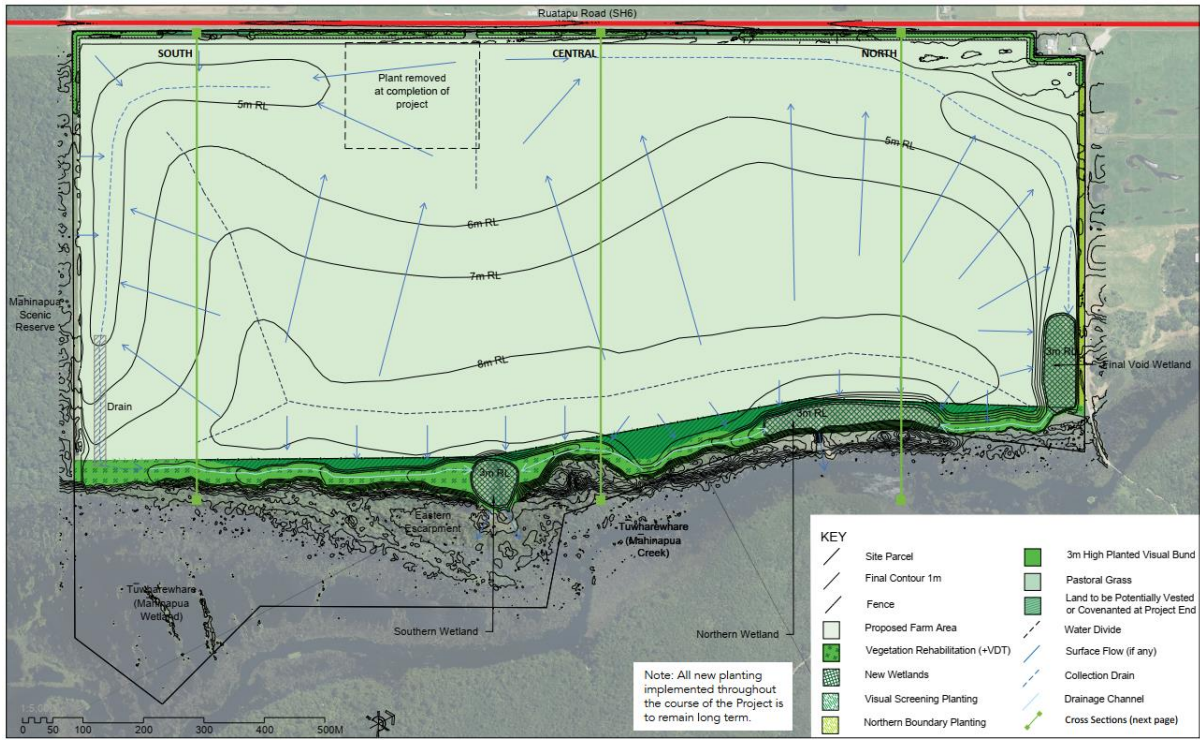 Ruatapu Road (SH6)
SOUTH
CENTRAL
NORTH
Plant removed
at completion of
project
5m RL
5m RL
6m RL
7m RL
8m RL
Mahinapua
Scenic
Reserve
Drain
3m RL
Final Void Wetland
3m RL
3m RL
Eastern
Escarpment
Tūwharewhare
(Mahinapua
Creek)
Tūwharewhare
(Mahinapua
Wetland)
Southern Wetland
Northern Wetland
Note: All new planting
implemented throughout
the course of the Project is
to remain long term.
0 50 100 200 300 400 500M
KEY
Site Parcel
Final Contour 1m
Fence
Proposed Farm Area
Vegetation Rehabilitation (+VDT)
New Wetlands
Visual Screening Planting
Northern Boundary Planting
3m High Planted Visual Bund
Pastoral Grass
Land to be Potentially Vested
or Covenanted at Project End
Water Divide
Surface Flow (if any)
Collection Drain
Drainage Channel
Cross Sections (next page)